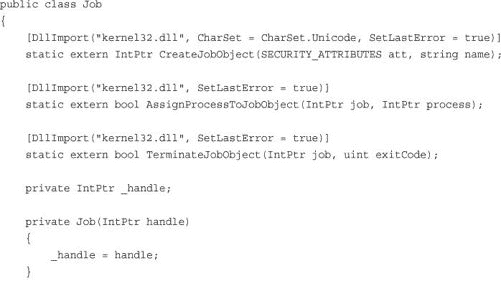 public class Job
{
    [DllImport("kernel32.dll", CharSet = CharSet.Unicode, SetLastError = true)]
    static extern IntPtr CreateJobObject(SECURITY_ATTRIBUTES att, string name);
    [DllImport("kernel32.dll", SetLastError = true)]
    static extern bool AssignProcessToJobObject(IntPtr job, IntPtr process);
    [DllImport("kernel32.dll", SetLastError = true)]
    static extern bool TerminateJobObject(IntPtr job, uint exitCode);
    private IntPtr _handle;
    private Job(IntPtr handle)
    {
        _handle = handle;
    }